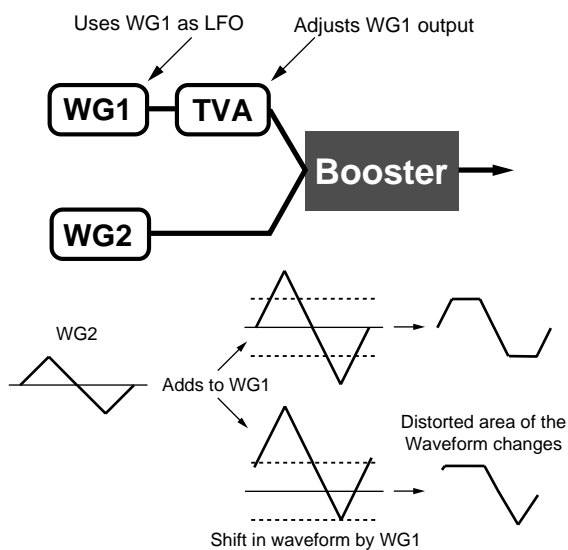 Uses WG1 as LFO
Adjusts WG1 output
WG1
TVA
Booster
WG2
WG2
Adds to WG1
Distorted area of the
Waveform changes
Shift in waveform by WG1